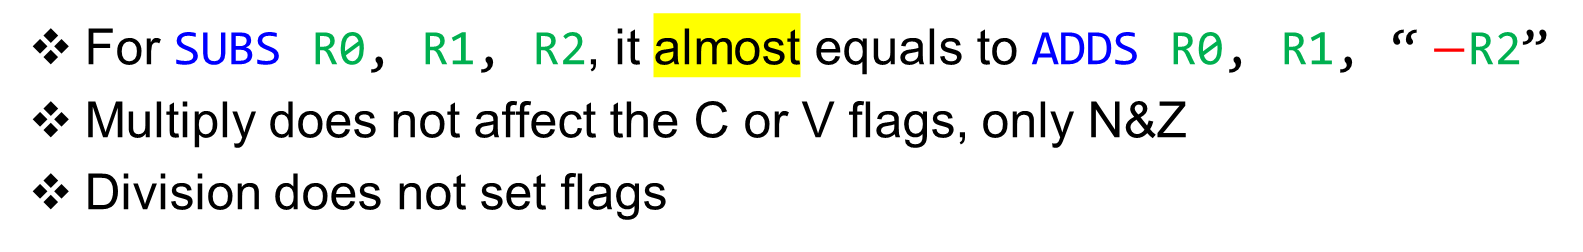 ❖ For SUBS R0, R1, R2, it almost equals to ADDS R0, R1, “ −R2”
❖ Multiply does not affect the C or V flags, only N&Z
❖ Division does not set flags